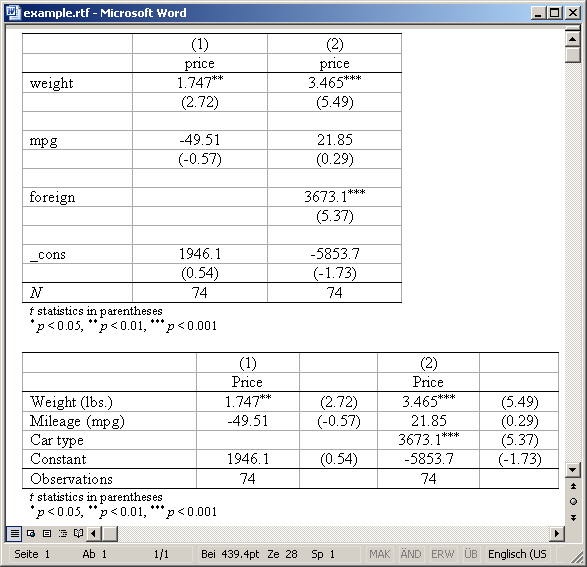 example.rtf - Microsoft Word
(1) (2)
price price
weight 1.747** 3.465***
(2.72) (5.49)
mpg -49.51 21.85
(-0.57) (0.29)
foreign 3673.1***
(5.37)
_cons 1946.1 -5853.7
(0.54) (-1.73)
N 74 74
t statistics in parentheses
* p < 0.05, ** p < 0.01, *** p < 0.001
(1) (2)
Price Price
Weight (lbs.) 1.747** (2.72) 3.465*** (5.49)
Mileage (mpg) -49.51 (-0.57) 21.85 (0.29)
Car type 3673.1*** (5.37)
Constant 1946.1 (0.54) -5853.7 (-1.73)
Observations 74 74
t statistics in parentheses
* p < 0.05, ** p < 0.01, *** p < 0.001
Seite 1 Ab 1 1/1 Bei 439.4pt Ze 28 Sp 1 MAK ÄND ERW ÜB Englisch (US